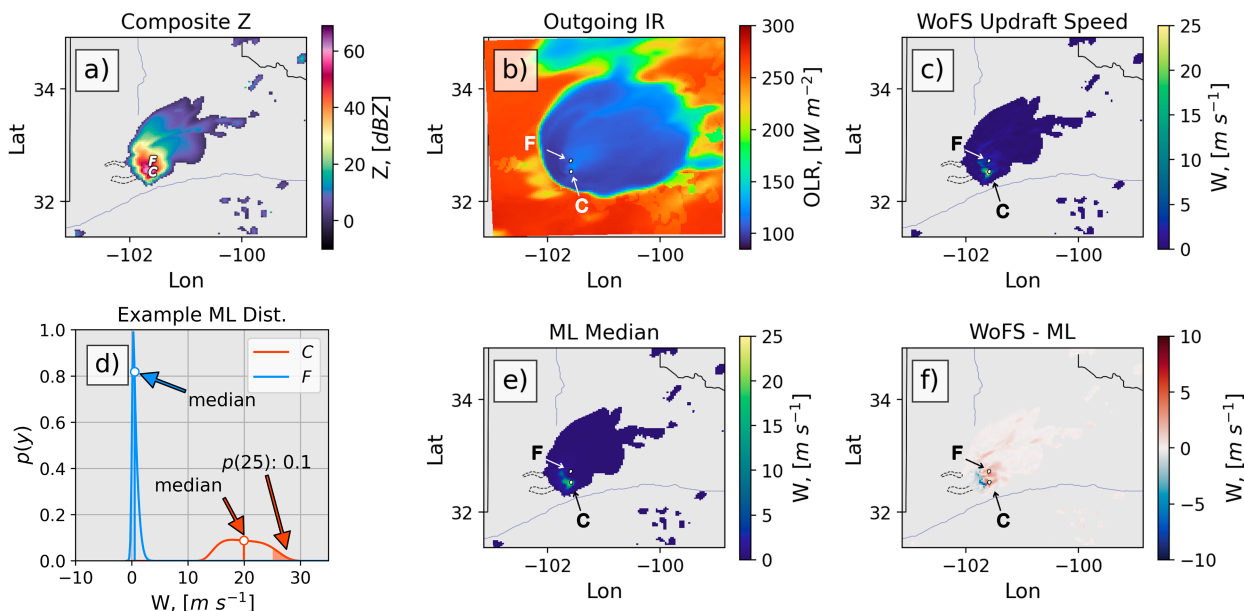 Composite Z
a)
34
32
−102
−100
Lat
Lon
60
40
20
0
Z, [dBZ]
Outgoing IR
b)
F
C
34
32
−102
−100
Lat
Lon
300
250
200
150
100
OLR, [W m⁻²]
WoFS Updraft Speed
c)
F
C
34
32
−102
−100
Lat
Lon
25
20
15
10
5
0
W, [m s⁻¹]
Example ML Dist.
d)
C
F
median
p(25): 0.1
median
1.0
0.8
0.6
0.4
0.2
0.0
p(y)
−10
0
10
20
30
W, [m s⁻¹]
ML Median
e)
F
C
34
32
−102
−100
Lat
Lon
25
20
15
10
5
0
W, [m s⁻¹]
WoFS - ML
f)
F
C
34
32
−102
−100
Lat
Lon
10
5
0
−5
−10
W, [m s⁻¹]
F
C